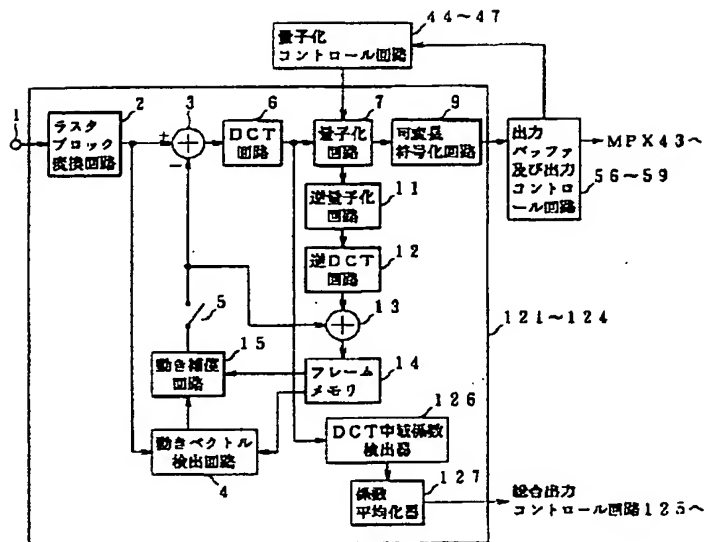 44～47
量子化
コントロール回路
1
2
ラスタ
ブロック
変換回路
3
+
−
6
DCT
回路
7
量子化
回路
9
可変長
符号化回路
出力
バッファ
及び出力
コントロ
ール回路
MPX43へ
56～59
11
逆量子化
回路
12
逆DCT
回路
13
5
15
動き補償
回路
14
フレーム
メモリ
121～124
動きベクトル
検出回路
4
126
DCT中域係数
検出器
127
係数
平均化器
総合出力
コントロール回路125へ